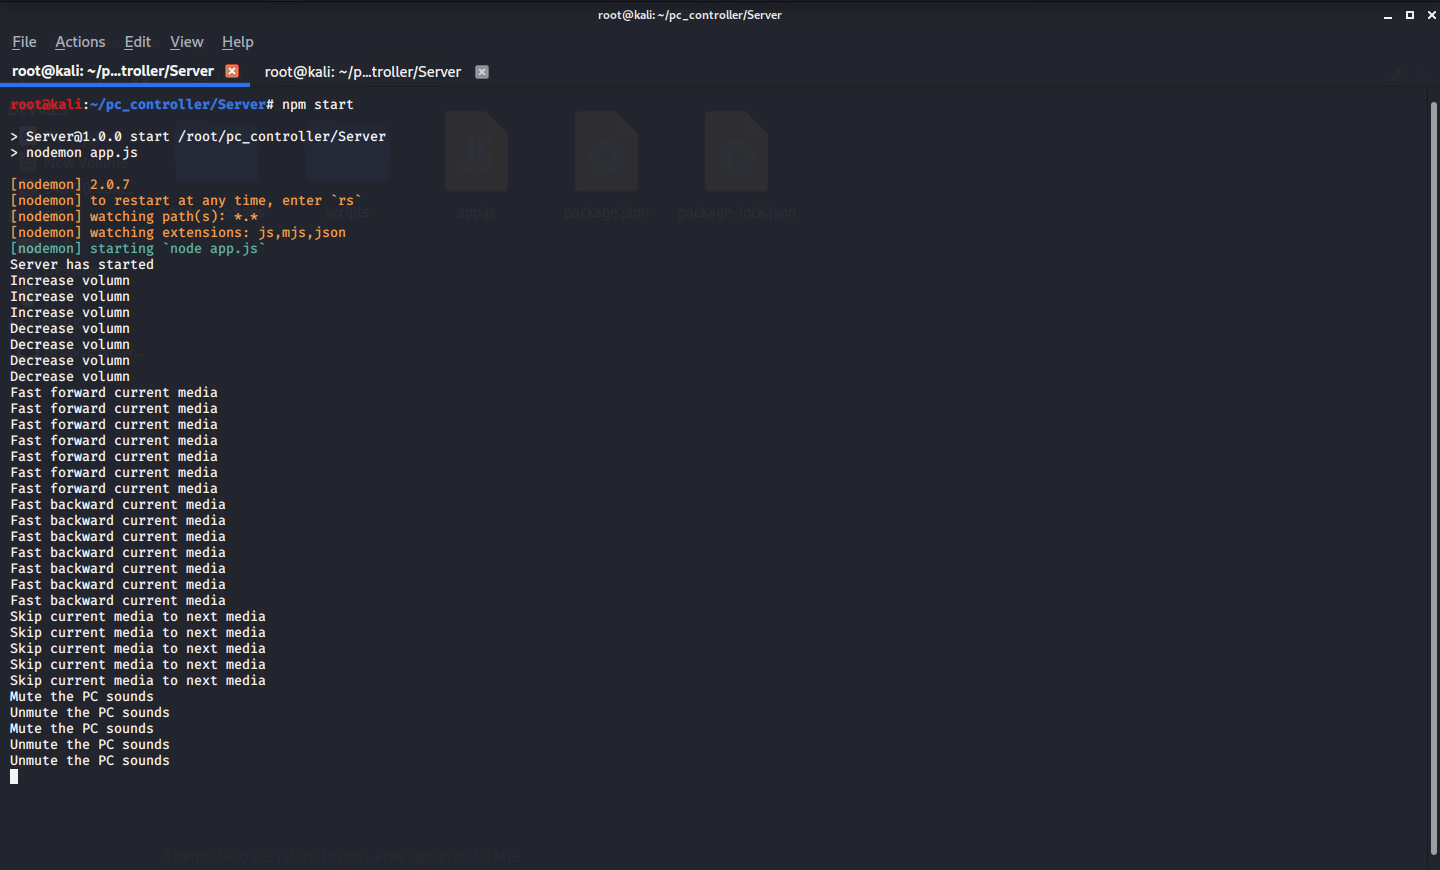 root@kali: ~/pc_controller/Server
File Actions Edit View Help
root@kali: ~/p...troller/Server root@kali: ~/p...troller/Server
root@kali:~/pc_controller/Server# npm start
> Server@1.0.0 start /root/pc_controller/Server
> nodemon app.js
[nodemon] 2.0.7
[nodemon] to restart at any time, enter `rs`
[nodemon] watching path(s): *.*
[nodemon] watching extensions: js,mjs,json
[nodemon] starting `node app.js`
Server has started
Increase volumn
Increase volumn
Increase volumn
Decrease volumn
Decrease volumn
Decrease volumn
Decrease volumn
Fast forward current media
Fast forward current media
Fast forward current media
Fast forward current media
Fast forward current media
Fast forward current media
Fast forward current media
Fast backward current media
Fast backward current media
Fast backward current media
Fast backward current media
Fast backward current media
Fast backward current media
Fast backward current media
Skip current media to next media
Skip current media to next media
Skip current media to next media
Skip current media to next media
Skip current media to next media
Mute the PC sounds
Unmute the PC sounds
Mute the PC sounds
Unmute the PC sounds
Unmute the PC sounds
JS
scripts app.js package.json package-lock.json